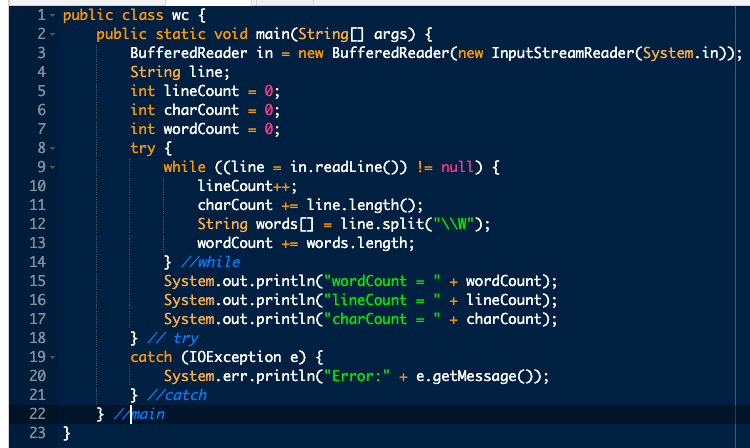 1 public class wc {
2 public static void main(String[] args) {
3 BufferedReader in = new BufferedReader(new InputStreamReader(System.in));
4 String line;
5 int lineCount = 0;
6 int charCount = 0;
7 int wordCount = 0;
8 try {
9 while ((line = in.readLine()) != null) {
10 lineCount++;
11 charCount += line.length();
12 String words[] = line.split("\\W");
13 wordCount += words.length;
14 } //while
15 System.out.println("wordCount = " + wordCount);
16 System.out.println("lineCount = " + lineCount);
17 System.out.println("charCount = " + charCount);
18 } // try
19 catch (IOException e) {
20 System.err.println("Error:" + e.getMessage());
21 } //catch
22 } //main
23 }